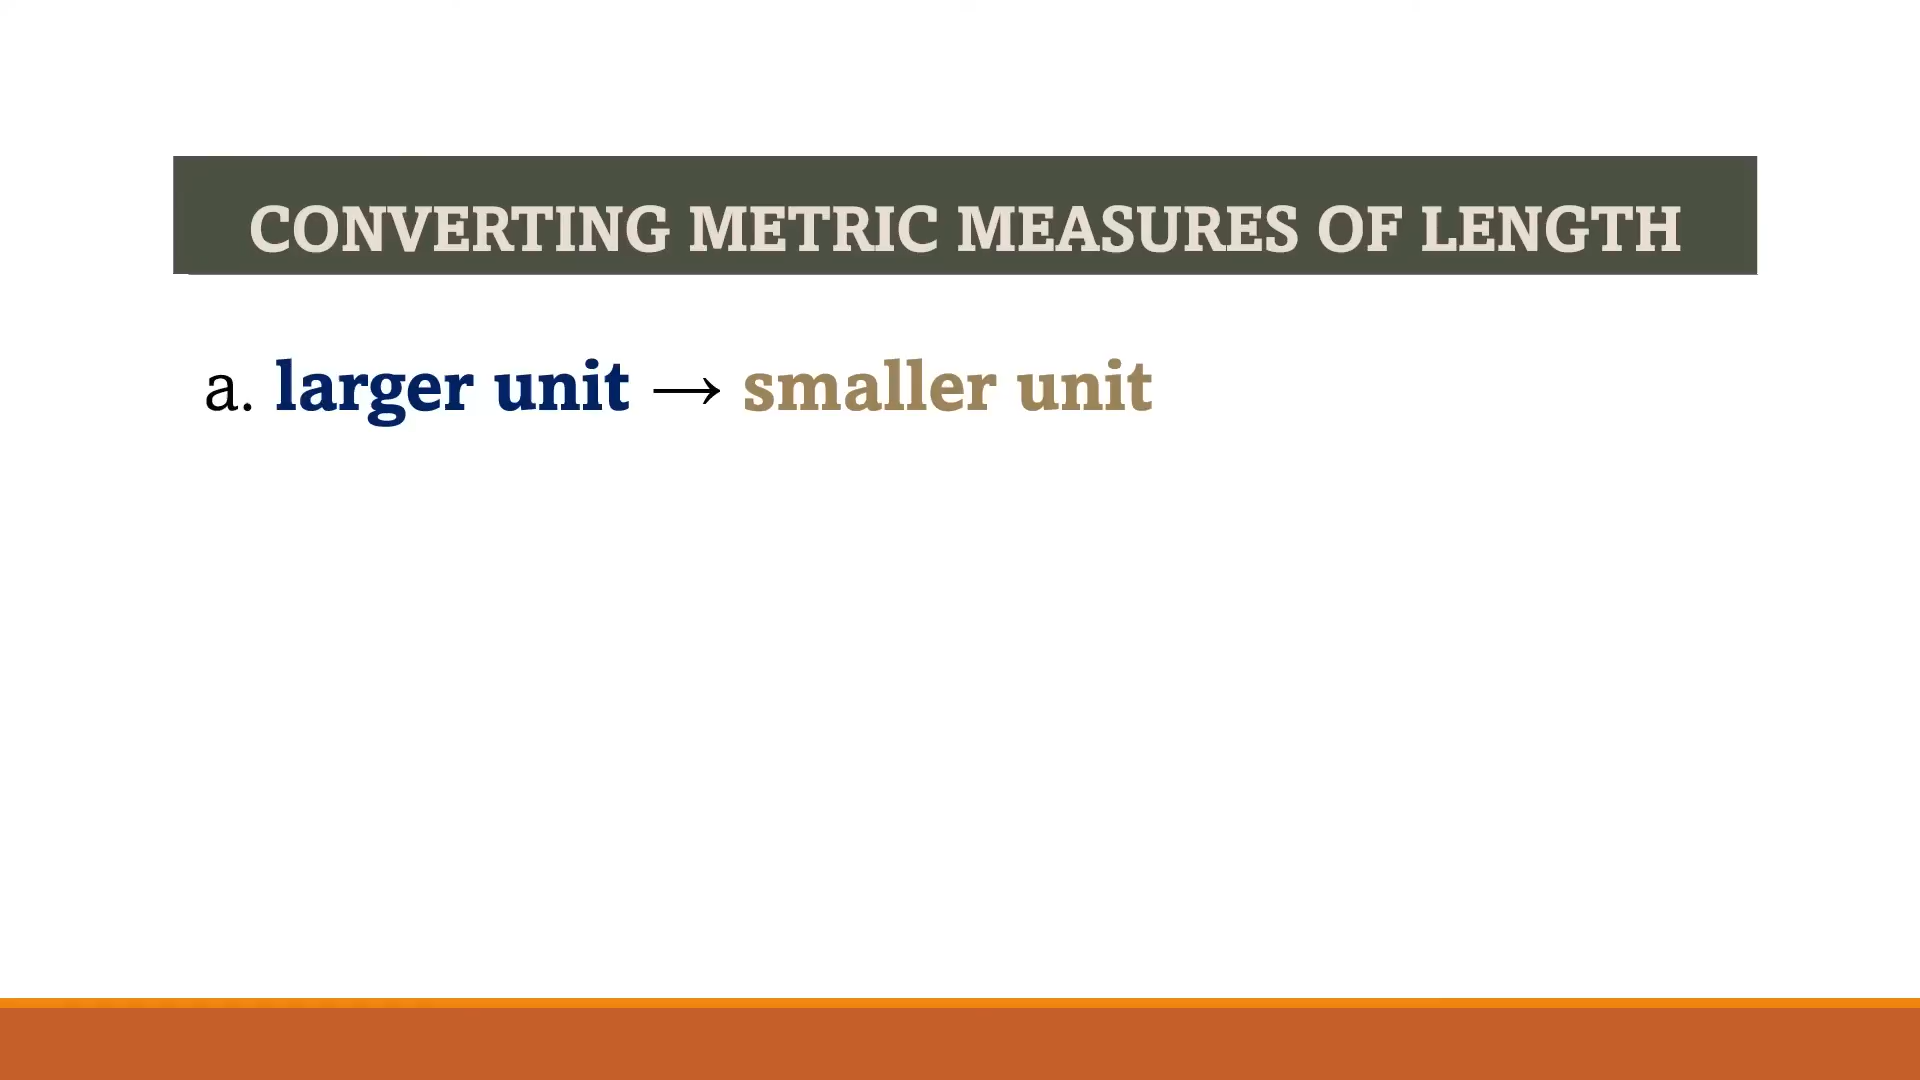 CONVERTING METRIC MEASURES OF LENGTH
a. larger unit → smaller unit